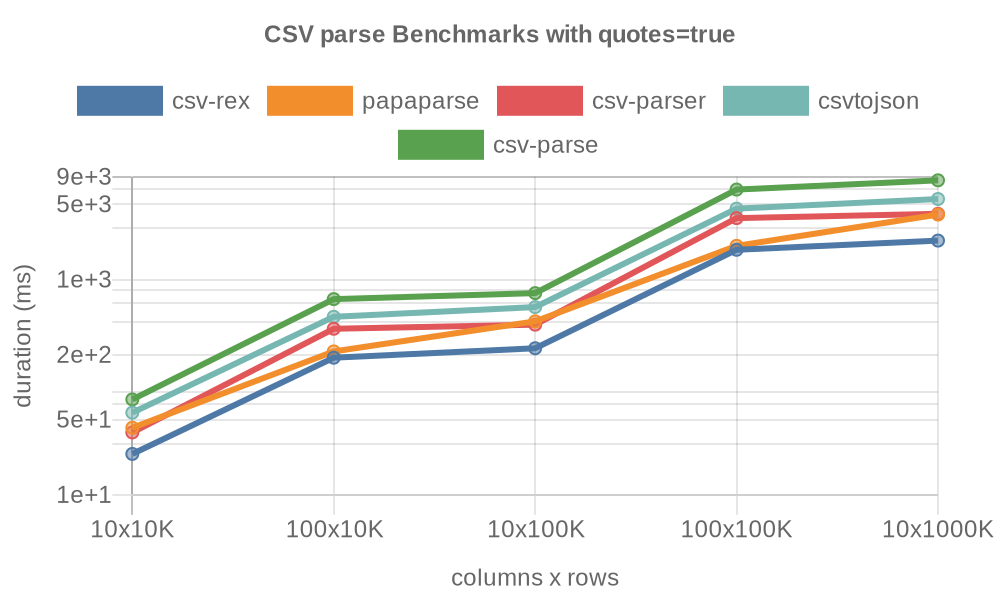 CSV parse Benchmarks with quotes=true
csv-rex papaparse csv-parser csvtojson
csv-parse
9e+3
5e+3
1e+3
2e+2
5e+1
1e+1
duration (ms)
10x10K 100x10K 10x100K 100x100K 10x1000K
columns x rows